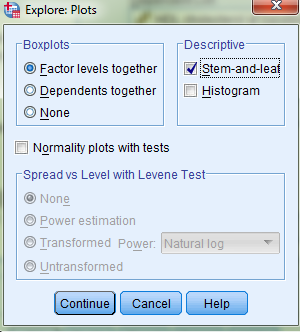 Explore: Plots
Boxplots
Factor levels together
Dependents together
None
Descriptive
Stem-and-leaf
Histogram
Normality plots with tests
Spread vs Level with Levene Test
None
Power estimation
Transformed Power: Natural log
Untransformed
Continue Cancel Help